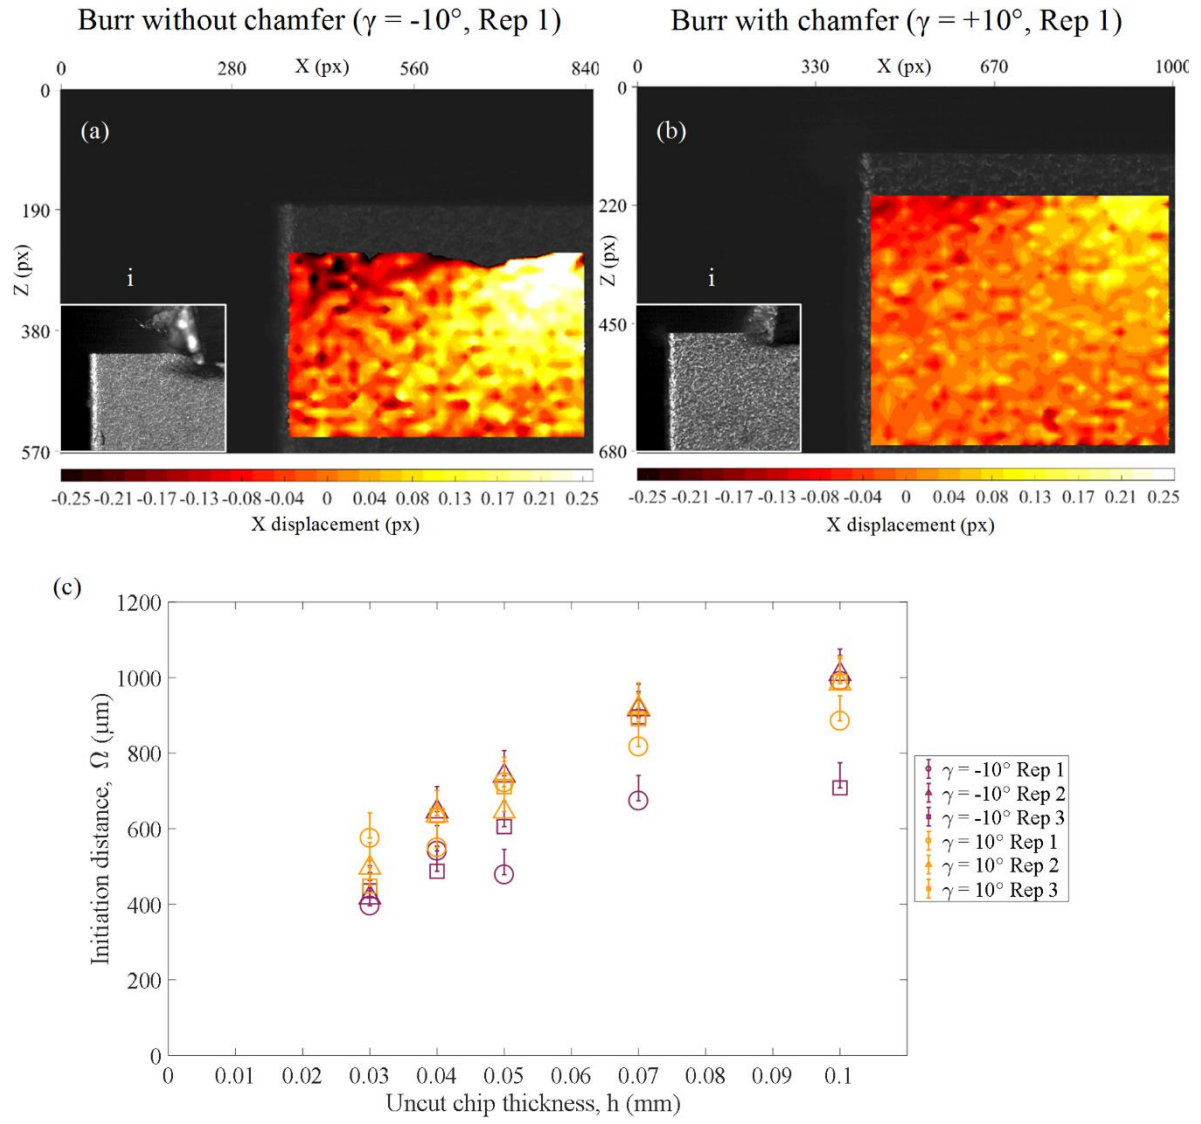 Burr without chamfer (γ = -10°, Rep 1)
Burr with chamfer (γ = +10°, Rep 1)
0 280 X (px) 560 840
0 330 X (px) 670 1000
0
190
380
570
Z (px)
(a)
i
0
220
450
680
Z (px)
(b)
i
-0.25 -0.21 -0.17 -0.13 -0.08 -0.04 0 0.04 0.08 0.13 0.17 0.21 0.25
X displacement (px)
-0.25 -0.21 -0.17 -0.13 -0.08 -0.04 0 0.04 0.08 0.13 0.17 0.21 0.25
X displacement (px)
(c)
1200
1000
800
600
400
200
0
Initiation distance, Ω (μm)
0 0.01 0.02 0.03 0.04 0.05 0.06 0.07 0.08 0.09 0.1
Uncut chip thickness, h (mm)
γ = -10° Rep 1
γ = -10° Rep 2
γ = -10° Rep 3
γ = 10° Rep 1
γ = 10° Rep 2
γ = 10° Rep 3